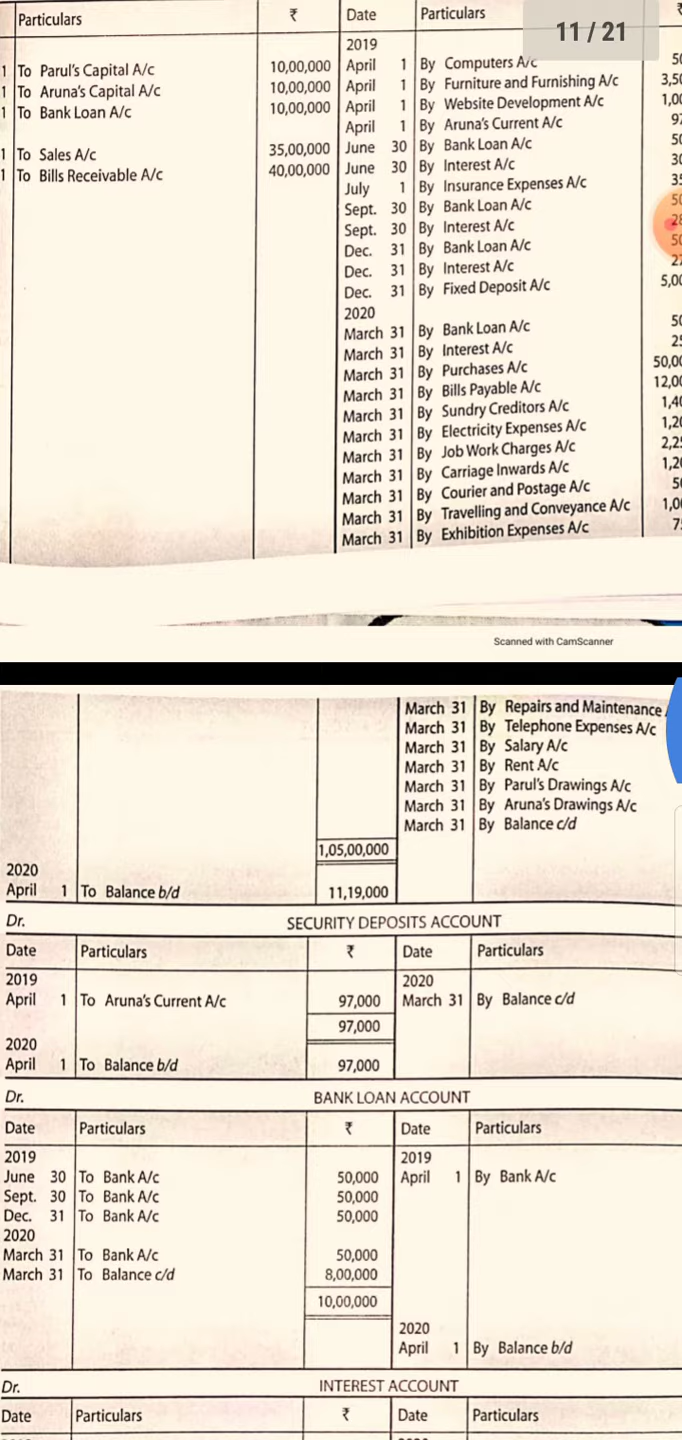 Particulars ₹ Date Particulars ₹
11 / 21
2019
1 To Parul's Capital A/c 10,00,000 April 1 By Computers A/c
1 To Aruna's Capital A/c 10,00,000 April 1 By Furniture and Furnishing A/c
1 To Bank Loan A/c 10,00,000 April 1 By Website Development A/c
April 1 By Aruna's Current A/c
1 To Sales A/c 35,00,000 June 30 By Bank Loan A/c
1 To Bills Receivable A/c 40,00,000 June 30 By Interest A/c
July 1 By Insurance Expenses A/c
Sept. 30 By Bank Loan A/c
Sept. 30 By Interest A/c
Dec. 31 By Bank Loan A/c
Dec. 31 By Interest A/c
Dec. 31 By Fixed Deposit A/c
2020
March 31 By Bank Loan A/c
March 31 By Interest A/c
March 31 By Purchases A/c
March 31 By Bills Payable A/c
March 31 By Sundry Creditors A/c
March 31 By Electricity Expenses A/c
March 31 By Job Work Charges A/c
March 31 By Carriage Inwards A/c
March 31 By Courier and Postage A/c
March 31 By Travelling and Conveyance A/c
March 31 By Exhibition Expenses A/c
Scanned with CamScanner
March 31 By Repairs and Maintenance
March 31 By Telephone Expenses A/c
March 31 By Salary A/c
March 31 By Rent A/c
March 31 By Parul's Drawings A/c
March 31 By Aruna's Drawings A/c
March 31 By Balance c/d
1,05,00,000
2020
April 1 To Balance b/d 11,19,000
Dr. SECURITY DEPOSITS ACCOUNT
Date Particulars ₹ Date Particulars
2019 2020
April 1 To Aruna's Current A/c 97,000 March 31 By Balance c/d
97,000
2020
April 1 To Balance b/d 97,000
Dr. BANK LOAN ACCOUNT
Date Particulars ₹ Date Particulars
2019 2019
June 30 To Bank A/c 50,000 April 1 By Bank A/c
Sept. 30 To Bank A/c 50,000
Dec. 31 To Bank A/c 50,000
2020
March 31 To Bank A/c 50,000
March 31 To Balance c/d 8,00,000
10,00,000
2020
April 1 By Balance b/d
Dr. INTEREST ACCOUNT
Date Particulars ₹ Date Particulars